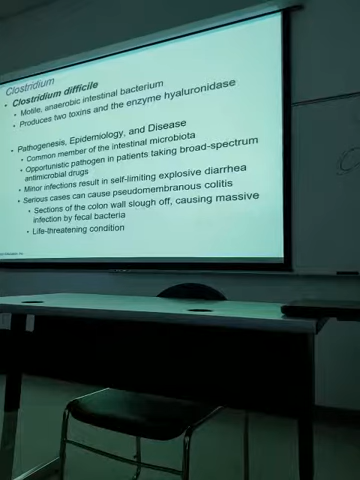 Clostridium
• Clostridium difficile
• Motile, anaerobic intestinal bacterium
• Produces two toxins and the enzyme hyaluronidase
• Pathogenesis, Epidemiology, and Disease
• Common member of the intestinal microbiota
• Opportunistic pathogen in patients taking broad-spectrum
antimicrobial drugs
• Minor infections result in self-limiting explosive diarrhea
• Serious cases can cause pseudomembranous colitis
• Sections of the colon wall slough off, causing massive
infection by fecal bacteria
• Life-threatening condition